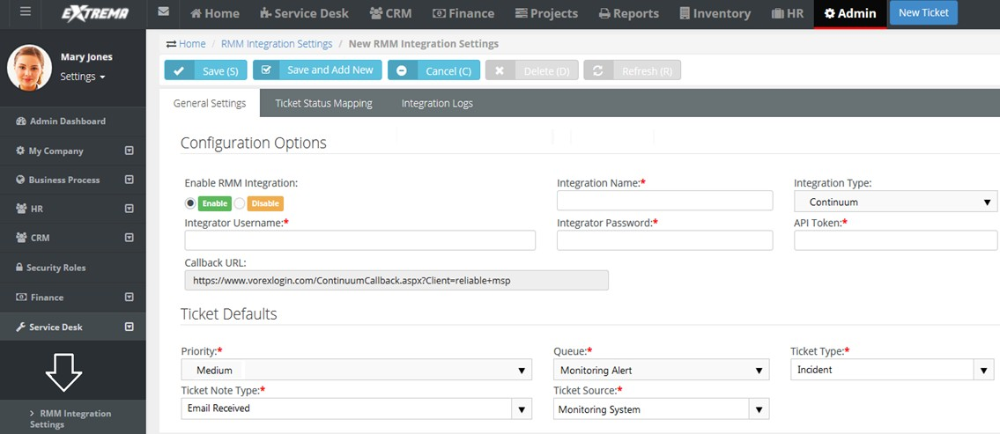 EXTREMA
Home
Service Desk
CRM
Finance
Projects
Reports
Inventory
HR
Admin
New Ticket
Mary Jones
Settings
Home / RMM Integration Settings / New RMM Integration Settings
Save (S)
Save and Add New
Cancel (C)
Delete (D)
Refresh (R)
General Settings
Ticket Status Mapping
Integration Logs
Admin Dashboard
My Company
Business Process
HR
CRM
Security Roles
Finance
Service Desk
> RMM Integration
Settings
Configuration Options
Enable RMM Integration:
Enable
Disable
Integration Name:*
Integration Type:
Continuum
Integrator Username:*
Integrator Password:*
API Token:*
Callback URL:
https://www.vorexlogin.com/ContinuumCallback.aspx?Client=reliable+msp
Ticket Defaults
Priority:*
Medium
Queue:*
Monitoring Alert
Ticket Type:*
Incident
Ticket Note Type:*
Email Received
Ticket Source:*
Monitoring System